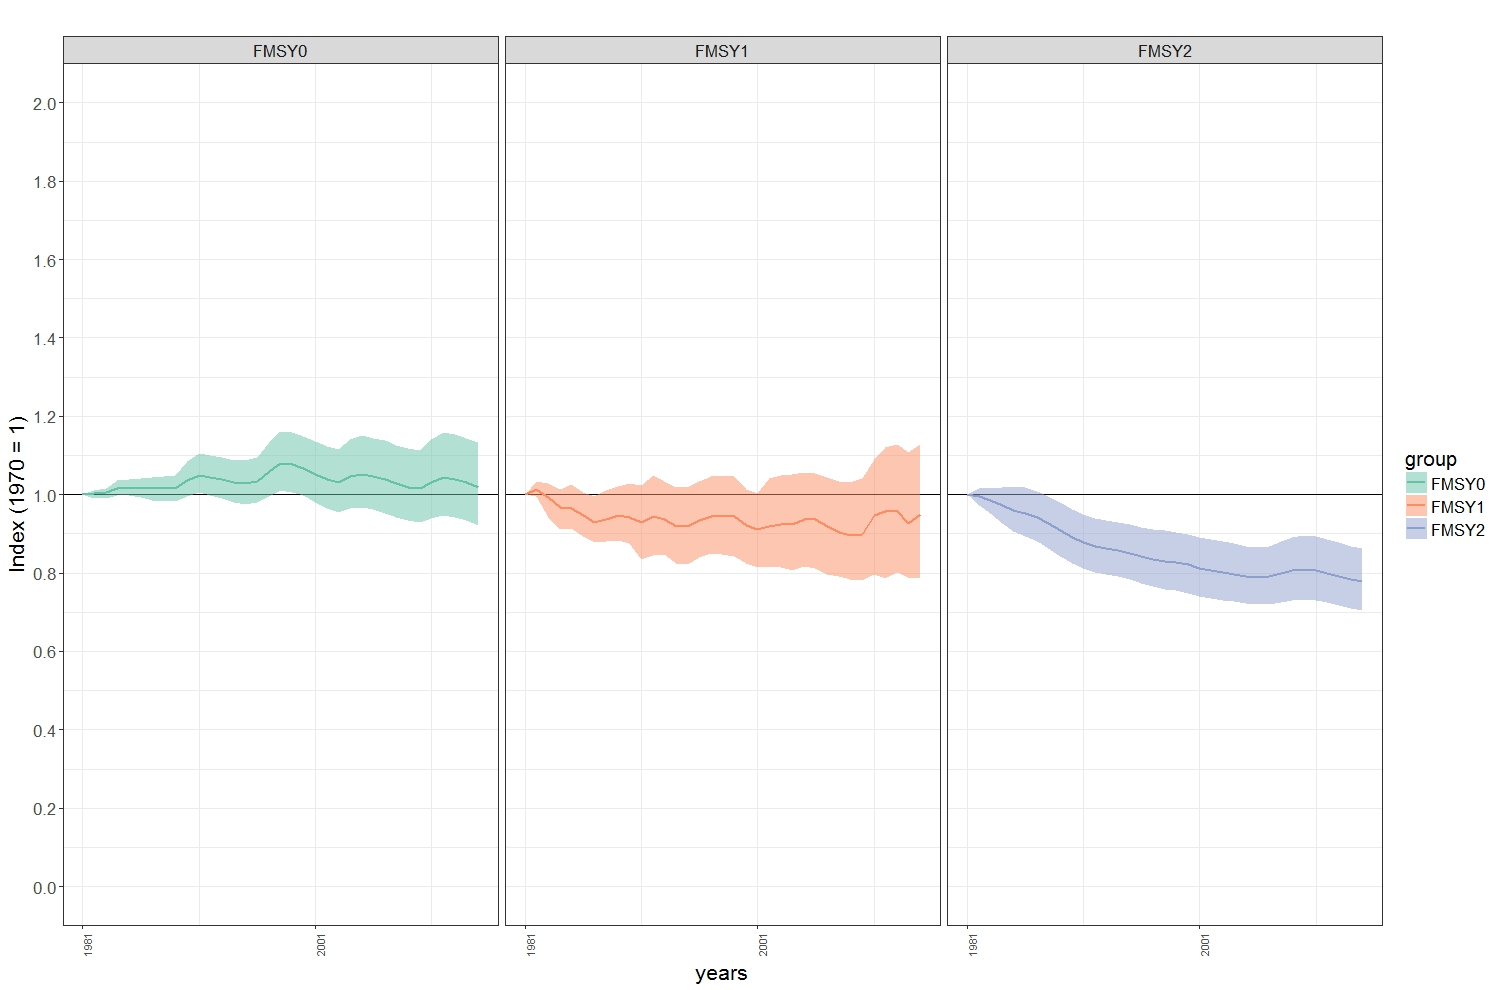 FMSY0 FMSY1 FMSY2
2.0
1.8
1.6
1.4
1.2
1.0
0.8
0.6
0.4
0.2
0.0
Index (1970 = 1)
1981 2001 1981 2001 1981 2001
years
group
FMSY0
FMSY1
FMSY2